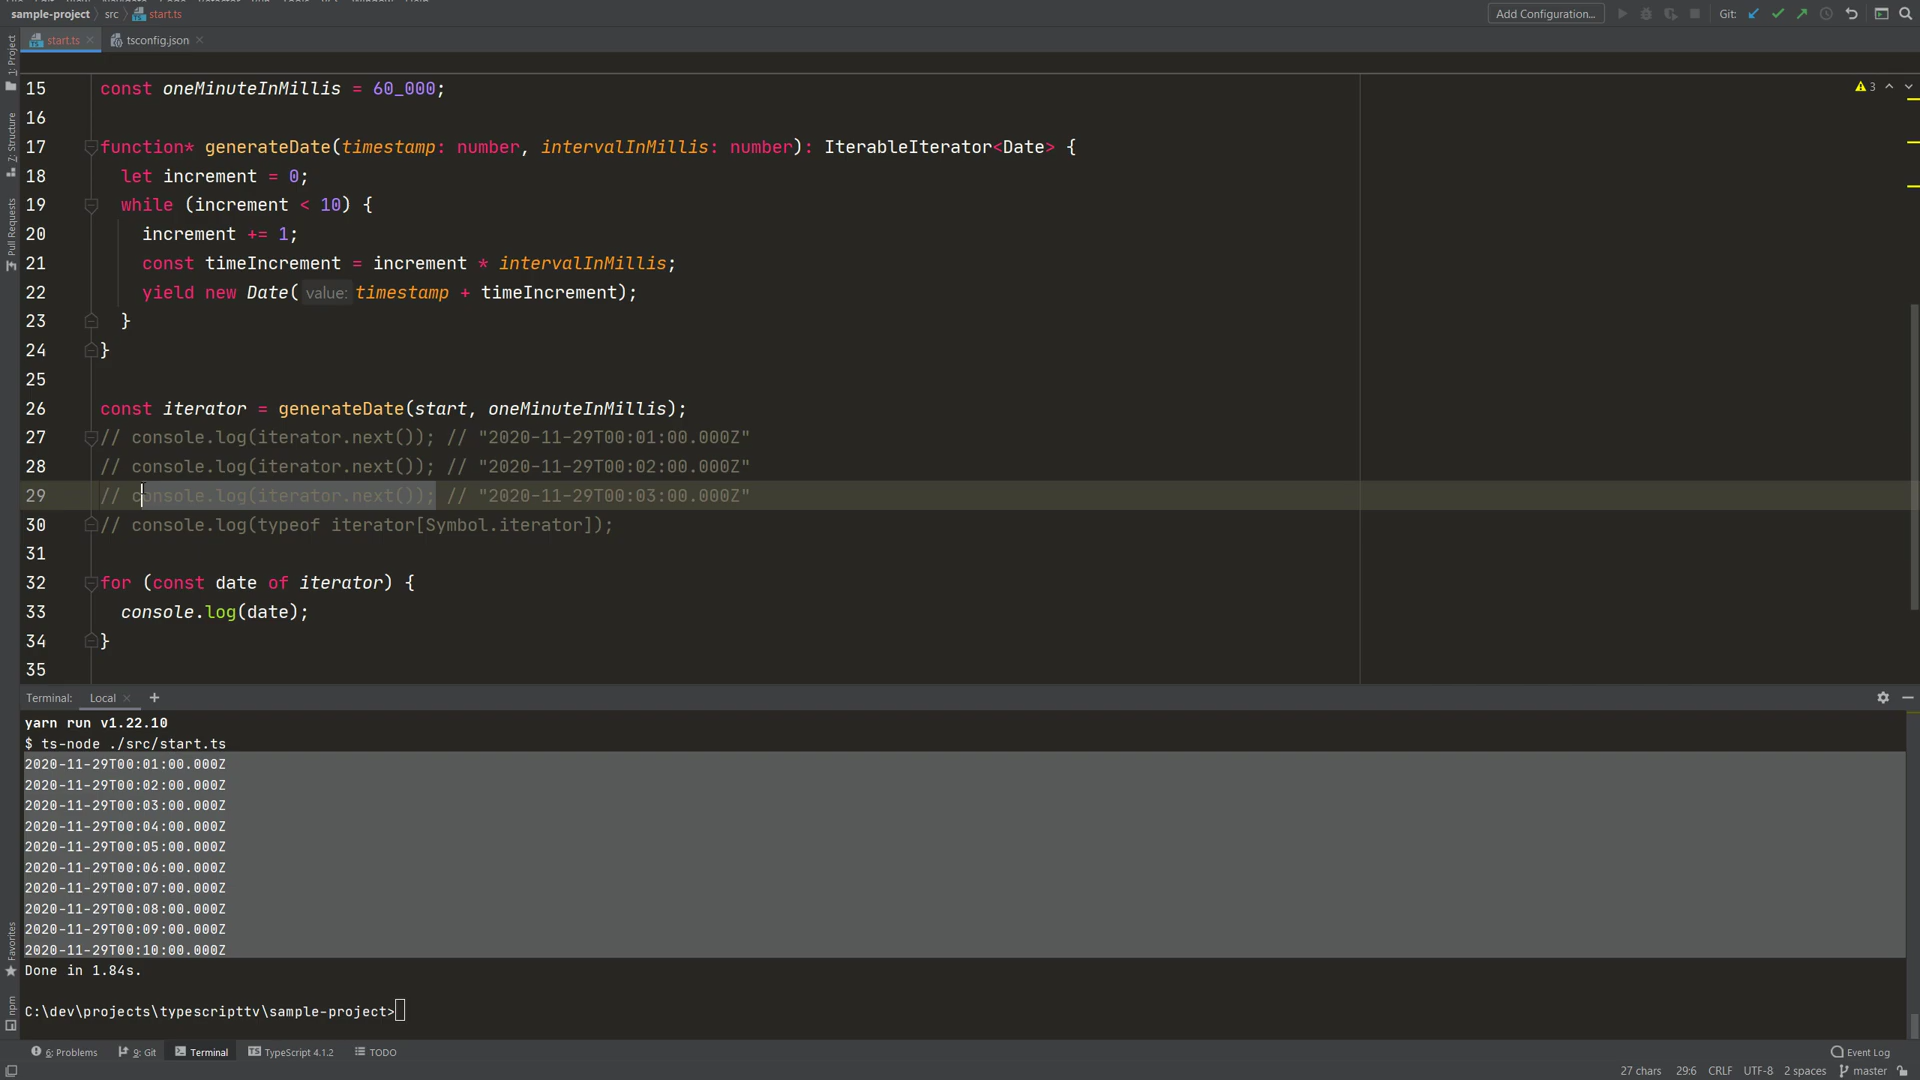 sample-project src start.ts
Add Configuration... Git:
start.ts tsconfig.json
1: Project
Z: Structure
Pull Requests
Favorites
npm
3
15 const oneMinuteInMillis = 60_000;
16
17 function* generateDate(timestamp: number, intervalInMillis: number): IterableIterator<Date> {
18 let increment = 0;
19 while (increment < 10) {
20 increment += 1;
21 const timeIncrement = increment * intervalInMillis;
22 yield new Date( value: timestamp + timeIncrement);
23 }
24 }
25
26 const iterator = generateDate(start, oneMinuteInMillis);
27 // console.log(iterator.next()); // "2020-11-29T00:01:00.000Z"
28 // console.log(iterator.next()); // "2020-11-29T00:02:00.000Z"
29 // console.log(iterator.next()); // "2020-11-29T00:03:00.000Z"
30 // console.log(typeof iterator[Symbol.iterator]);
31
32 for (const date of iterator) {
33 console.log(date);
34 }
35
Terminal: Local +
yarn run v1.22.10
$ ts-node ./src/start.ts
2020-11-29T00:01:00.000Z
2020-11-29T00:02:00.000Z
2020-11-29T00:03:00.000Z
2020-11-29T00:04:00.000Z
2020-11-29T00:05:00.000Z
2020-11-29T00:06:00.000Z
2020-11-29T00:07:00.000Z
2020-11-29T00:08:00.000Z
2020-11-29T00:09:00.000Z
2020-11-29T00:10:00.000Z
Done in 1.84s.
C:\dev\projects\typescripttv\sample-project>
6: Problems 9: Git Terminal TypeScript 4.1.2 TODO Event Log
27 chars 29:6 CRLF UTF-8 2 spaces master